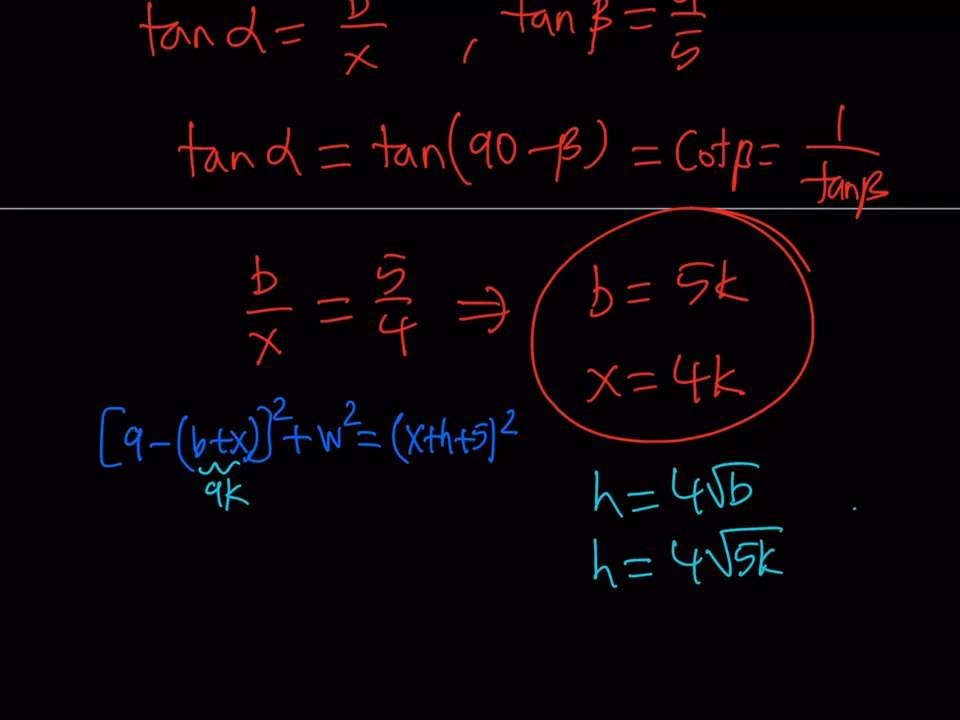 tan α = b/x , tan β = 4/5
tan α = tan(90 - β) = Cot β = 1/tan β
b/x = 5/4 ⇒ b = 5k
x = 4k
[9 - (b+x)]² + w² = (x+h+5)²
9k
h = 4√b
h = 4√5k